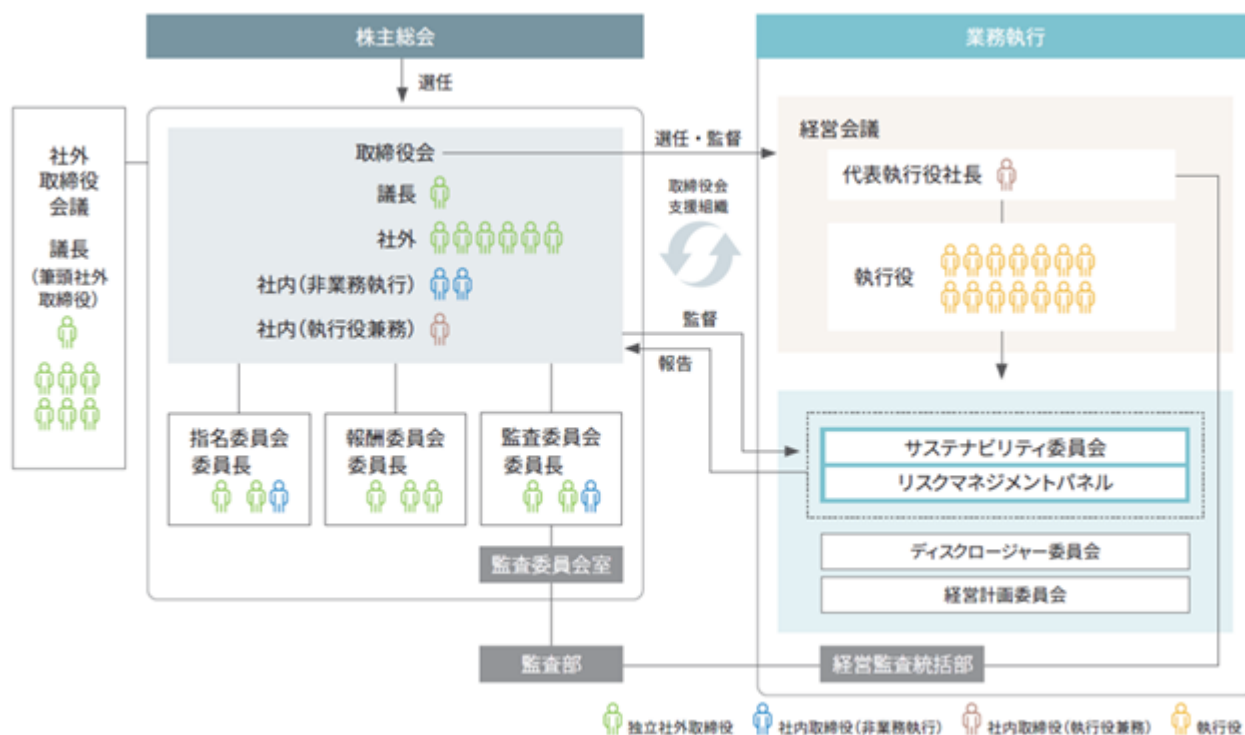 株主総会
選任
社外
取締役
会議
議長
(筆頭社外
取締役)
取締役会
議長
社外
社内(非業務執行)
社内(執行役兼務)
指名委員会
委員長
報酬委員会
委員長
監査委員会
委員長
監査委員会室
監査部
選任・監督
取締役会
支援組織
監督
報告
業務執行
経営会議
代表執行役社長
執行役
サステナビリティ委員会
リスクマネジメントパネル
ディスクロージャー委員会
経営計画委員会
経営監査統括部
独立社外取締役
社内取締役(非業務執行)
社内取締役(執行役兼務)
執行役